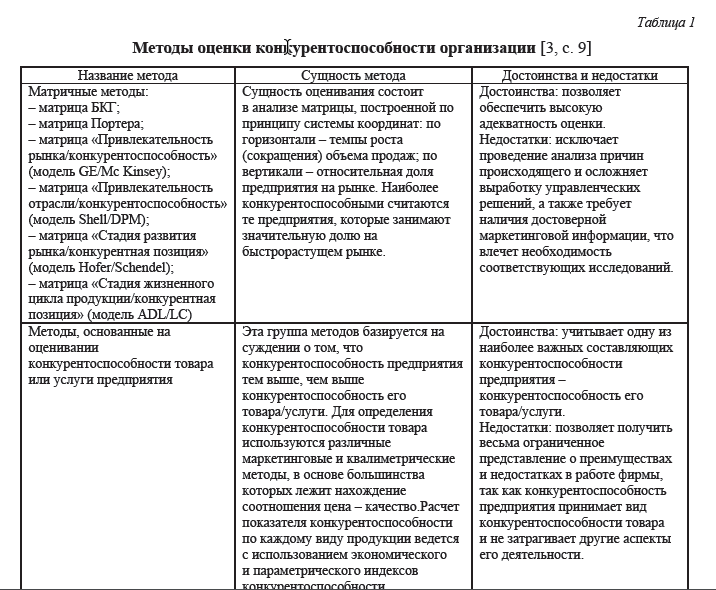 Таблица 1
Методы оценки конкурентоспособности организации [3, с. 9]
Название метода
Сущность метода
Достоинства и недостатки
Матричные методы:
– матрица БКГ;
– матрица Портера;
– матрица «Привлекательность
рынка/конкурентоспособность»
(модель GE/Mc Kinsey);
– матрица «Привлекательность
отрасли/конкурентоспособность»
(модель Shell/DPM);
– матрица «Стадия развития
рынка/конкурентная позиция»
(модель Hofer/Schendel);
– матрица «Стадия жизненного
цикла продукции/конкурентная
позиция» (модель ADL/LC)
Сущность оценивания состоит
в анализе матрицы, построенной по
принципу системы координат: по
горизонтали – темпы роста
(сокращения) объема продаж; по
вертикали – относительная доля
предприятия на рынке. Наиболее
конкурентоспособными считаются
те предприятия, которые занимают
значительную долю на
быстрорастущем рынке.
Достоинства: позволяет
обеспечить высокую
адекватность оценки.
Недостатки: исключает
проведение анализа причин
происходящего и осложняет
выработку управленческих
решений, а также требует
наличия достоверной
маркетинговой информации, что
влечет необходимость
соответствующих исследований.
Методы, основанные на
оценивании
конкурентоспособности товара
или услуги предприятия
Эта группа методов базируется на
суждении о том, что
конкурентоспособность предприятия
тем выше, чем выше
конкурентоспособность его
товара/услуги. Для определения
конкурентоспособности товара
используются различные
маркетинговые и квалиметрические
методы, в основе большинства
которых лежит нахождение
соотношения цена – качество.Расчет
показателя конкурентоспособности
по каждому виду продукции ведется
с использованием экономического
и параметрического индексов
конкурентоспособности
Достоинства: учитывает одну из
наиболее важных составляющих
конкурентоспособности
предприятия –
конкурентоспособность его
товара/услуги.
Недостатки: позволяет получить
весьма ограниченное
представление о преимуществах
и недостатках в работе фирмы,
так как конкурентоспособность
предприятия принимает вид
конкурентоспособности товара
и не затрагивает другие аспекты
его деятельности.